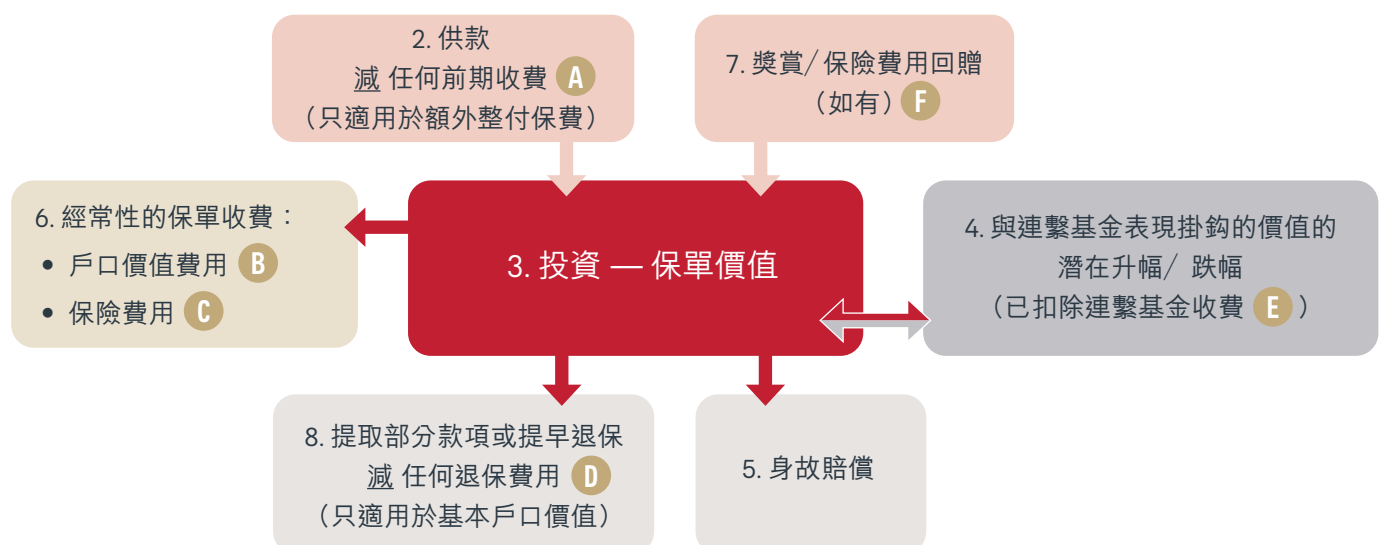 2. 供款
減 任何前期收費 A
(只適用於額外整付保費)
7. 獎賞/保險費用回贈
(如有) F
6. 經常性的保單收費：
• 戶口價值費用 B
• 保險費用 C
3. 投資 — 保單價值
4. 與連繫基金表現掛鈎的價值的
潛在升幅/ 跌幅
(已扣除連繫基金收費 E )
8. 提取部分款項或提早退保
減 任何退保費用 D
(只適用於基本戶口價值)
5. 身故賠償